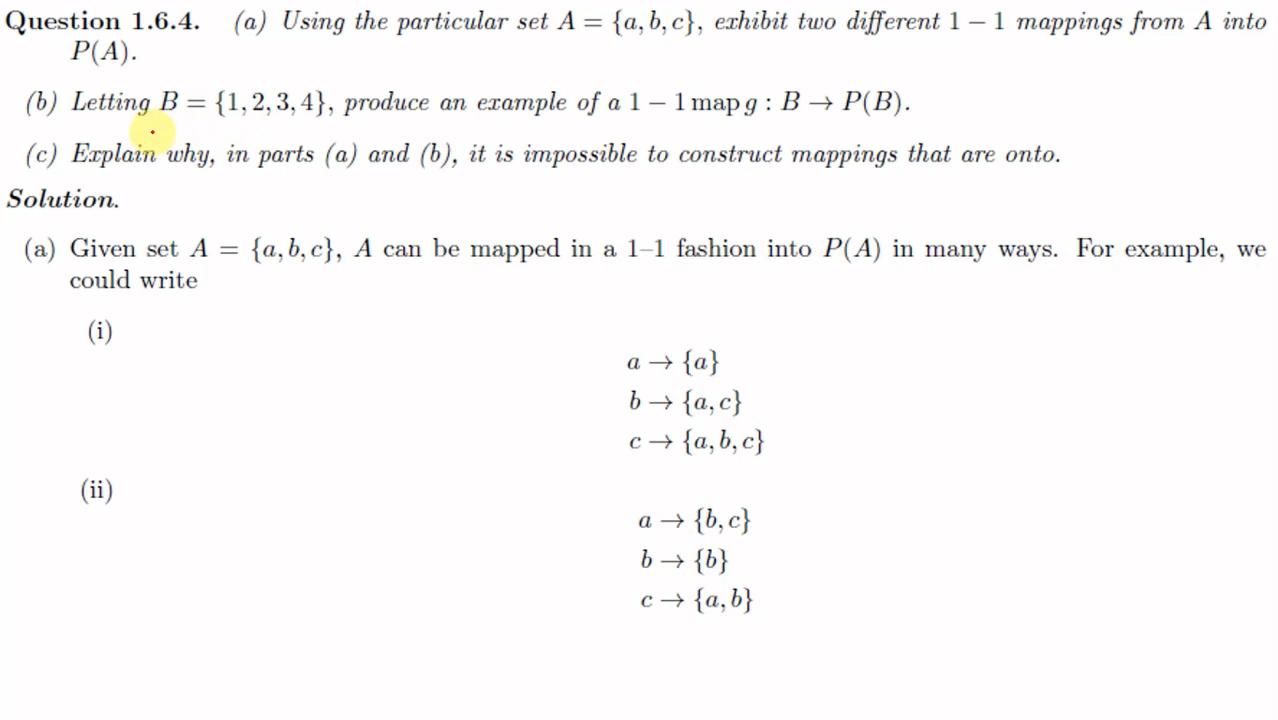 Question 1.6.4. (a) Using the particular set A = {a, b, c}, exhibit two different 1 − 1 mappings from A into
P(A).
(b) Letting B = {1, 2, 3, 4}, produce an example of a 1 − 1 map g : B → P(B).
(c) Explain why, in parts (a) and (b), it is impossible to construct mappings that are onto.
Solution.
(a) Given set A = {a, b, c}, A can be mapped in a 1–1 fashion into P(A) in many ways. For example, we
could write
(i)
a → {a}
b → {a, c}
c → {a, b, c}
(ii)
a → {b, c}
b → {b}
c → {a, b}